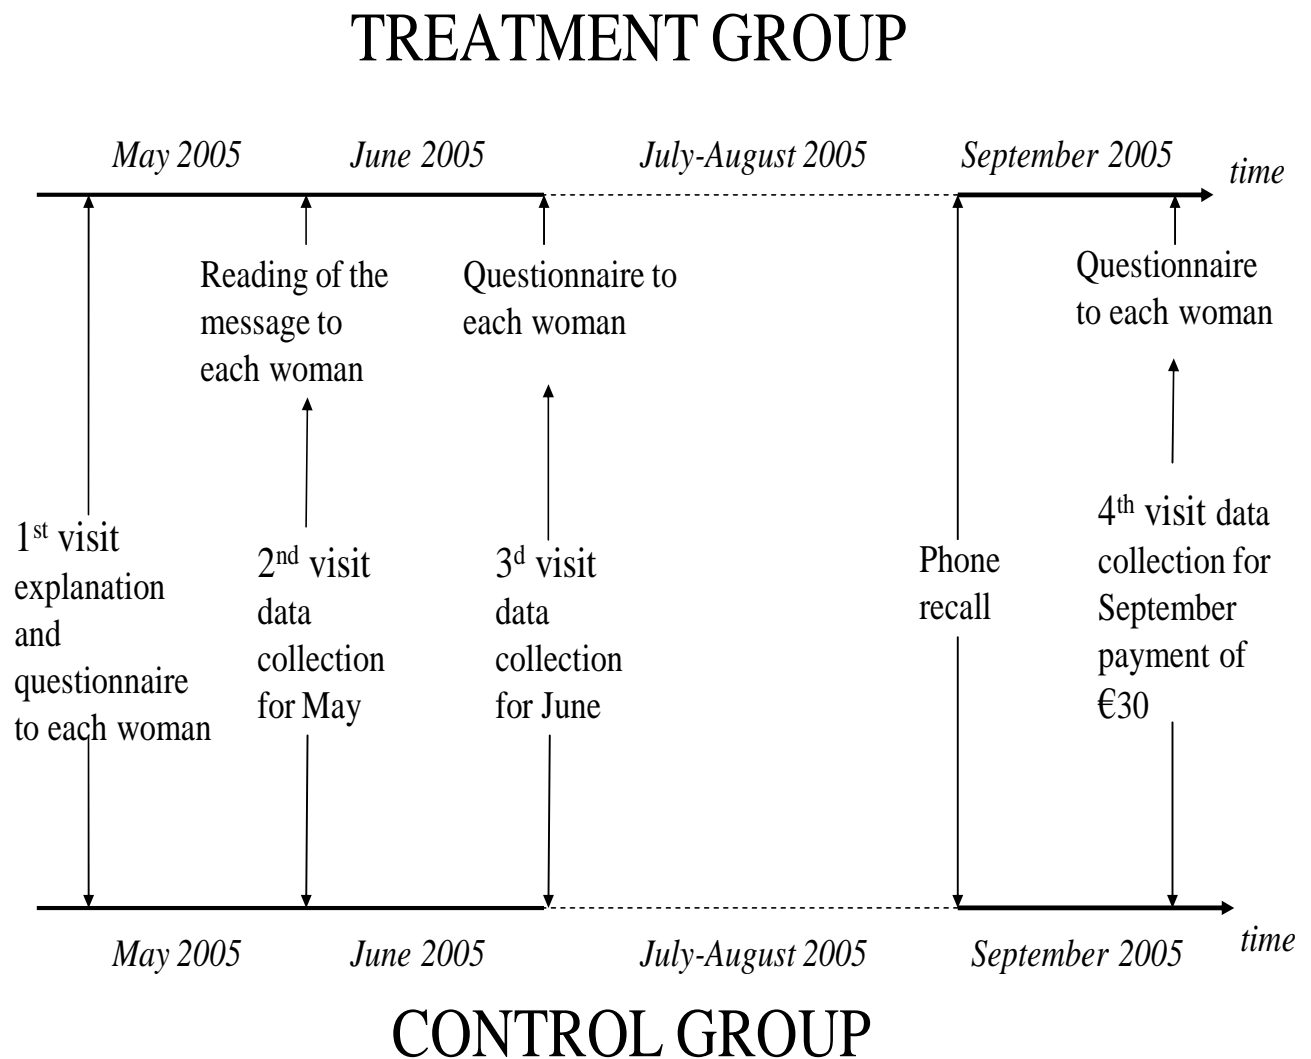 TREATMENT GROUP
May 2005
June 2005
July-August 2005
September 2005
time
Reading of the
message to
each woman
Questionnaire to
each woman
Questionnaire
to each woman
1st visit
explanation
and
questionnaire
to each woman
2nd visit
data
collection
for May
3d visit
data
collection
for June
Phone
recall
4th visit data
collection for
September
payment of
€30
May 2005
June 2005
July-August 2005
September 2005
time
CONTROL GROUP